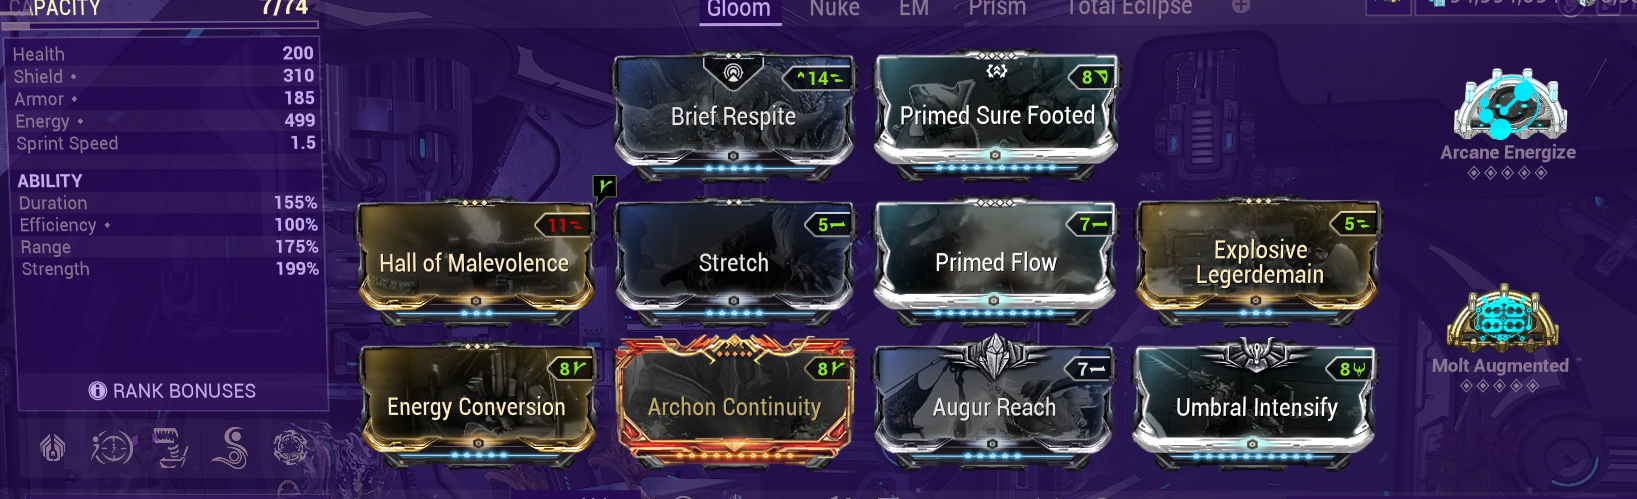 CAPACITY 7/74
Gloom Nuke EM Prism Total Eclipse
Health 200
Shield 310
Armor 185
Energy 499
Sprint Speed 1.5
ABILITY
Duration 155%
Efficiency 100%
Range 175%
Strength 199%
RANK BONUSES
14
Brief Respite
8
Primed Sure Footed
Arcane Energize
11
Hall of Malevolence
5
Stretch
7
Primed Flow
5
Explosive
Legerdemain
8
Energy Conversion
8
Archon Continuity
7
Augur Reach
8
Umbral Intensify
Molt Augmented